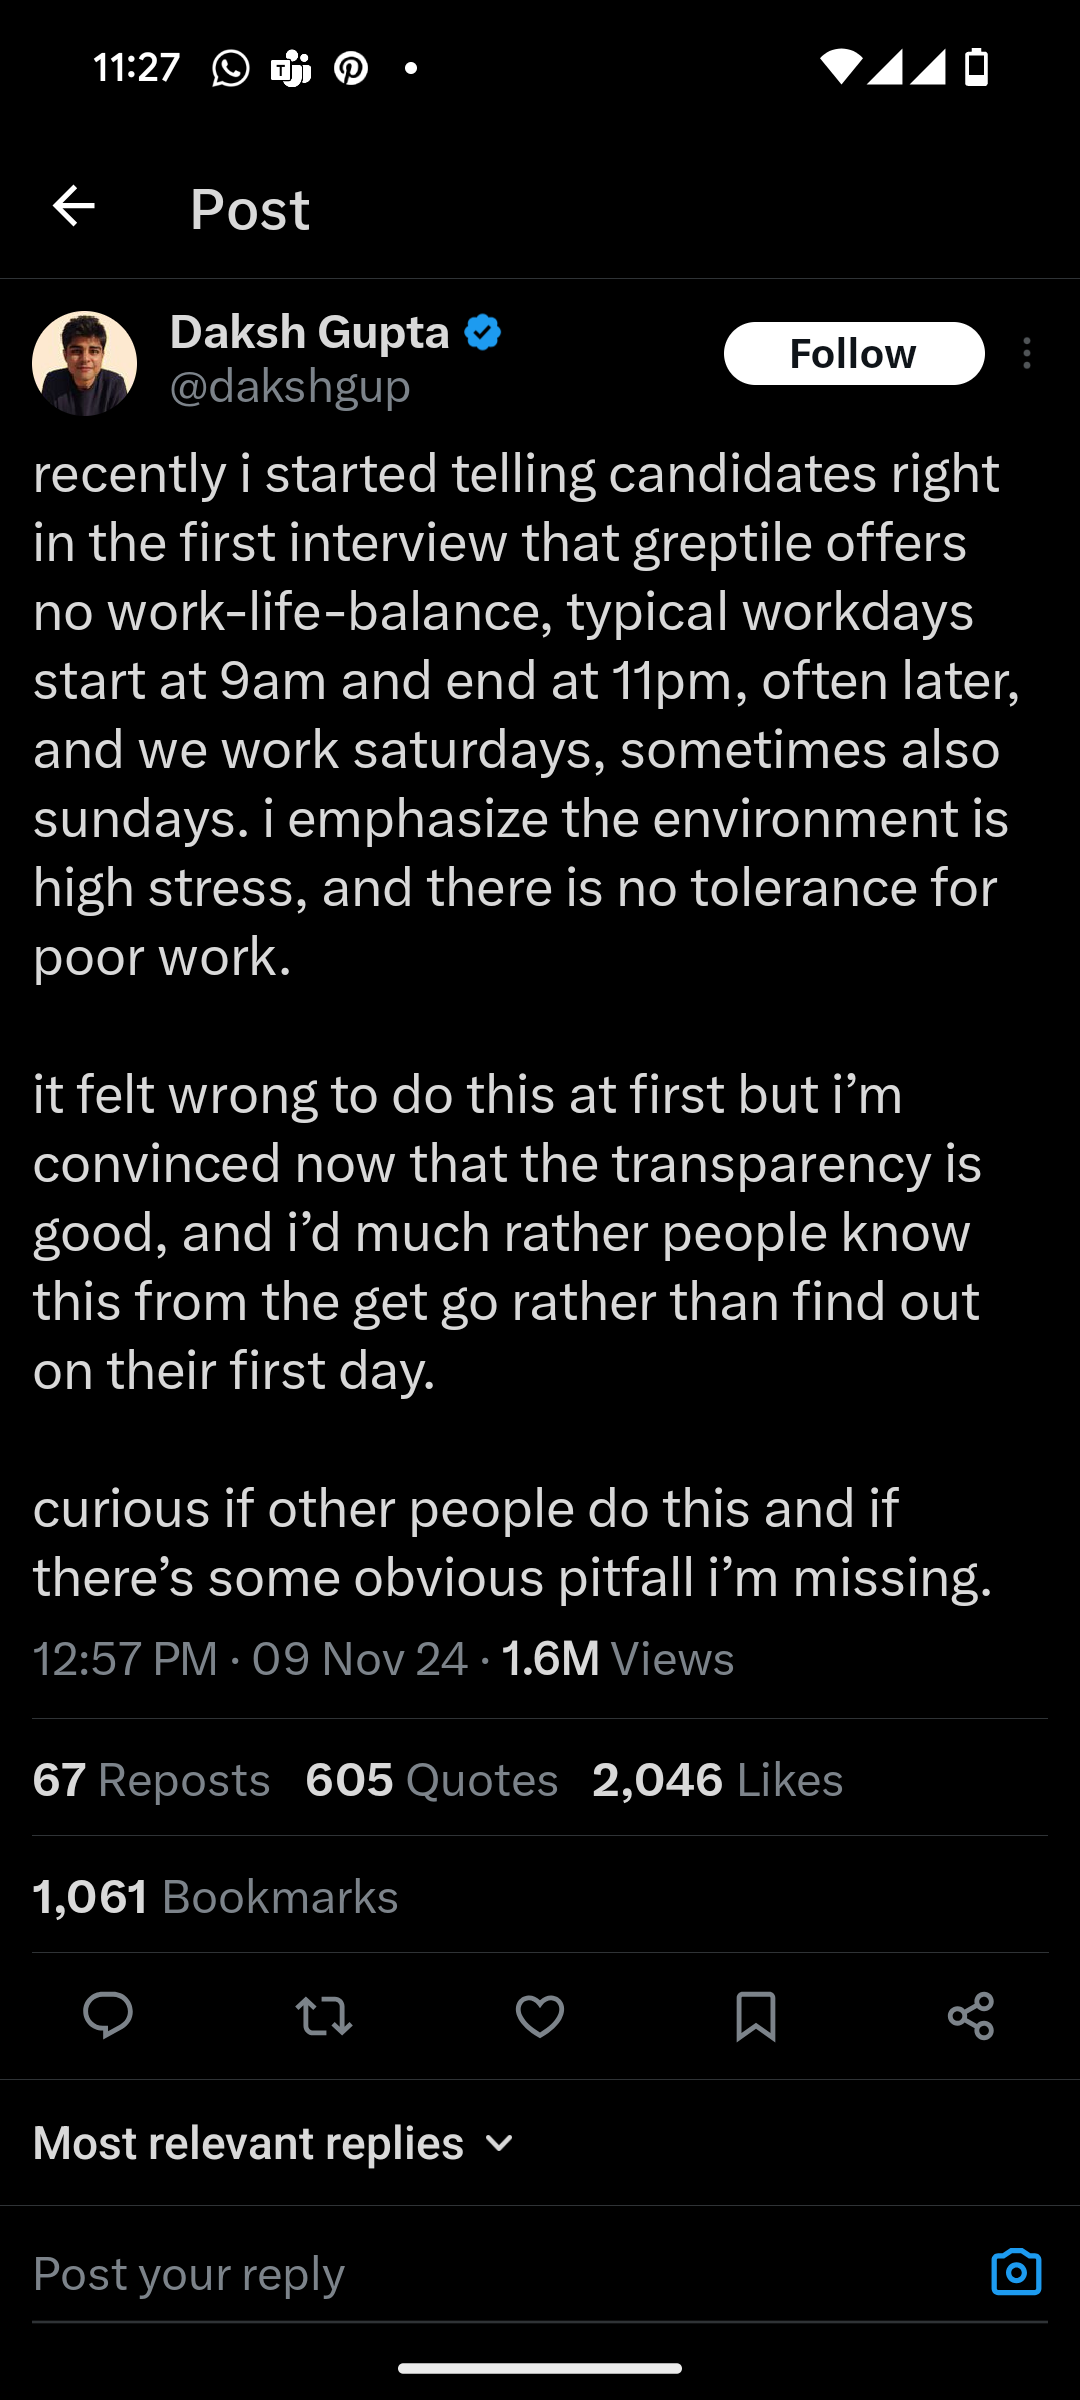 11:27
Post
Daksh Gupta
@dakshgup
Follow
recently i started telling candidates right
in the first interview that greptile offers
no work-life-balance, typical workdays
start at 9am and end at 11pm, often later,
and we work saturdays, sometimes also
sundays. i emphasize the environment is
high stress, and there is no tolerance for
poor work.
it felt wrong to do this at first but i’m
convinced now that the transparency is
good, and i’d much rather people know
this from the get go rather than find out
on their first day.
curious if other people do this and if
there’s some obvious pitfall i’m missing.
12:57 PM · 09 Nov 24 · 1.6M Views
67 Reposts 605 Quotes 2,046 Likes
1,061 Bookmarks
Most relevant replies
Post your reply